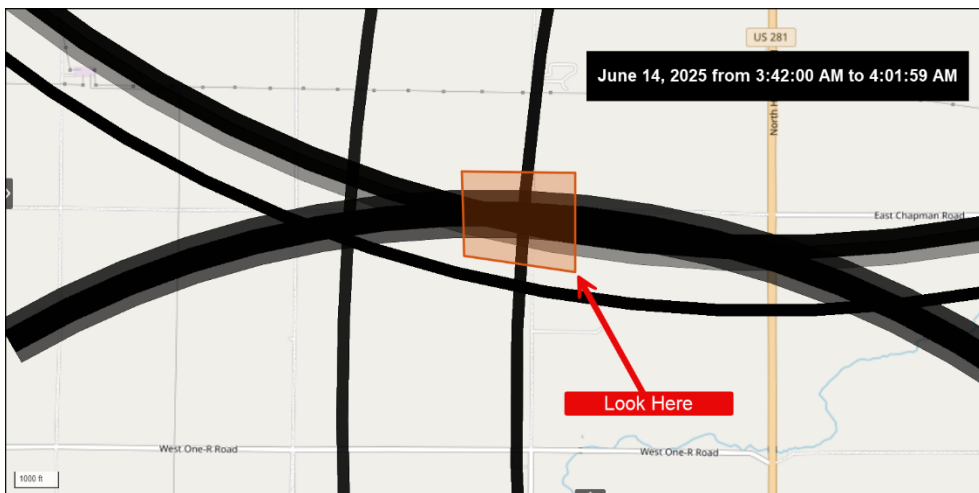 US 281
June 14, 2025 from 3:42:00 AM to 4:01:59 AM
North H
East Chapman Road
Look Here
West One-R Road
West One-R Road
1000 ft